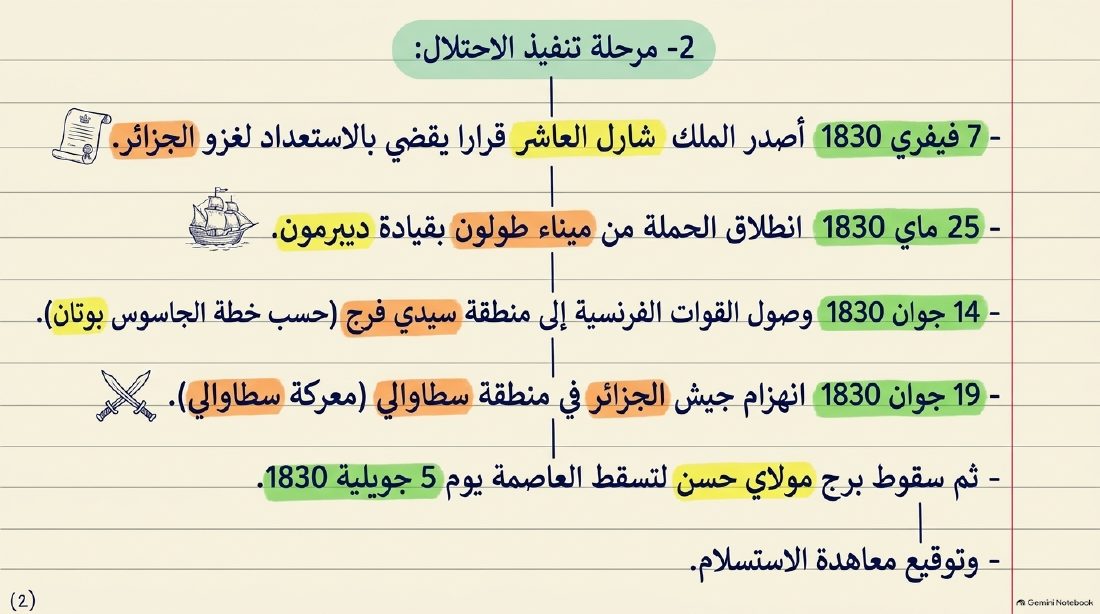 2- مرحلة تنفيذ الاحتلال:
- 7 فيفري 1830 أصدر الملك شارل العاشر قرارا يقضي بالاستعداد لغزو الجزائر.
- 25 ماي 1830 انطلاق الحملة من ميناء طولون بقيادة ديبرمون.
- 14 جوان 1830 وصول القوات الفرنسية إلى منطقة سيدي فرج (حسب خطة الجاسوس بوتان).
- 19 جوان 1830 انهزام جيش الجزائر في منطقة سطاوالي (معركة سطاوالي).
- ثم سقوط برج مولاي حسن لتسقط العاصمة يوم 5 جويلية 1830.
- وتوقيع معاهدة الاستسلام.
(2)
Gemini Notebook